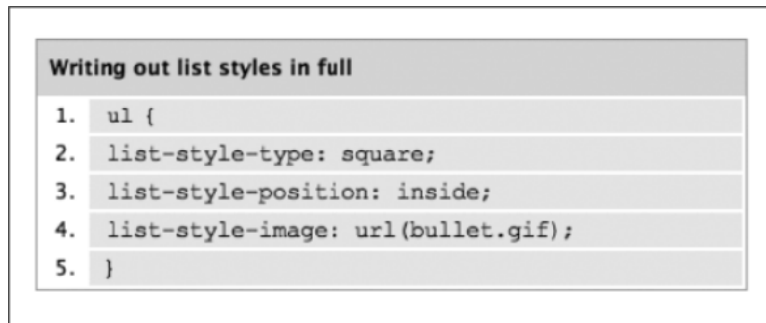 Writing out list styles in full
1. ul {
2. list-style-type: square;
3. list-style-position: inside;
4. list-style-image: url(bullet.gif);
5. }